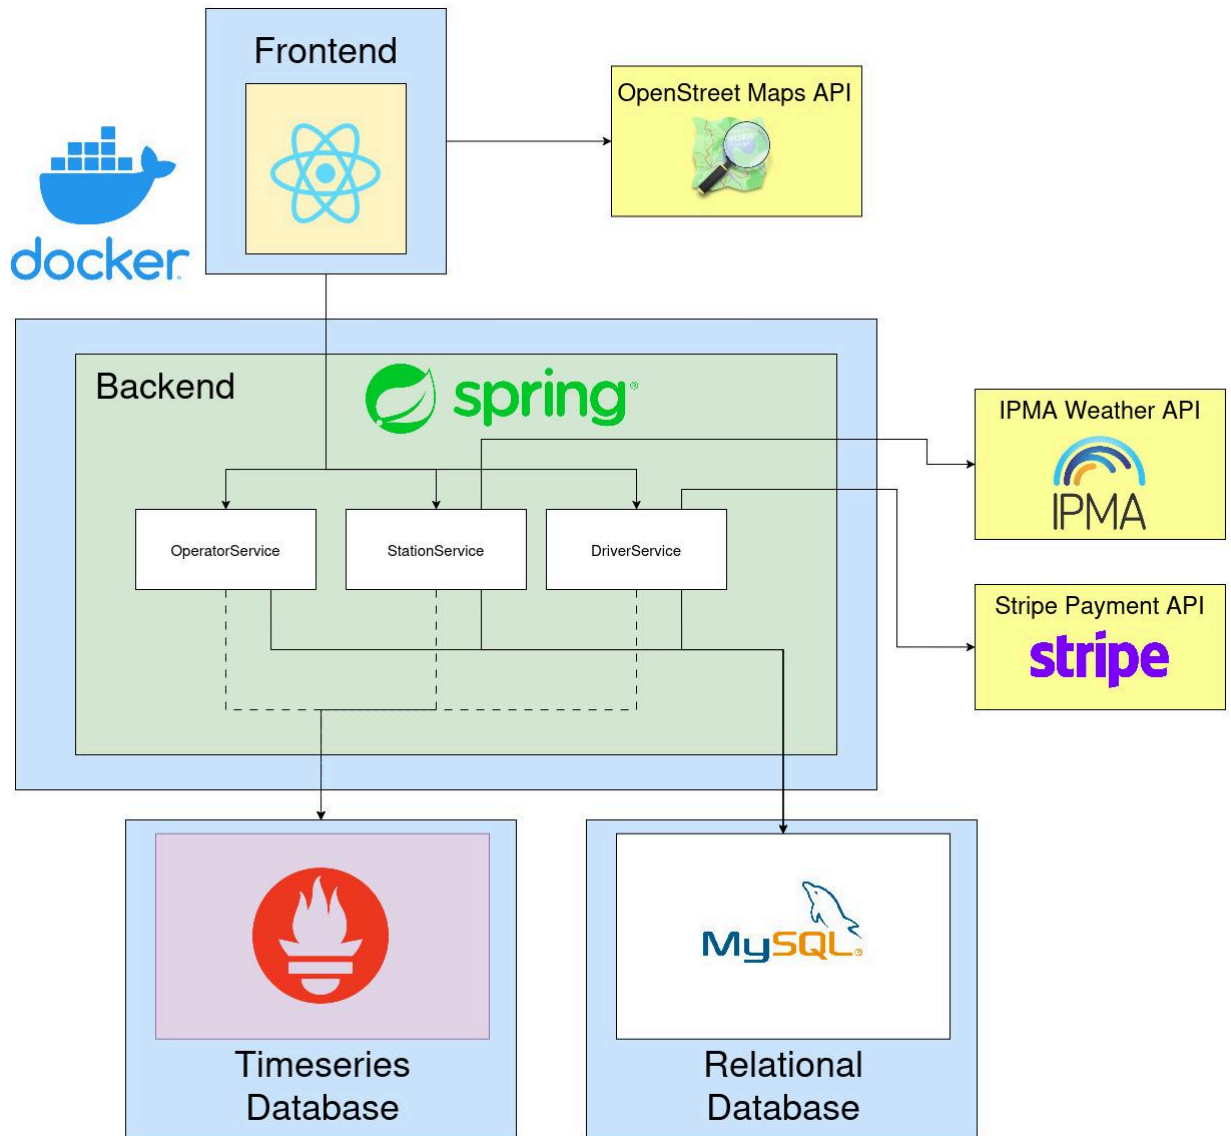 Frontend
OpenStreet Maps API
docker
Backend
spring
IPMA Weather API
IPMA
OperatorService
StationService
DriverService
Stripe Payment API
stripe
MySQL
Timeseries
Database
Relational
Database